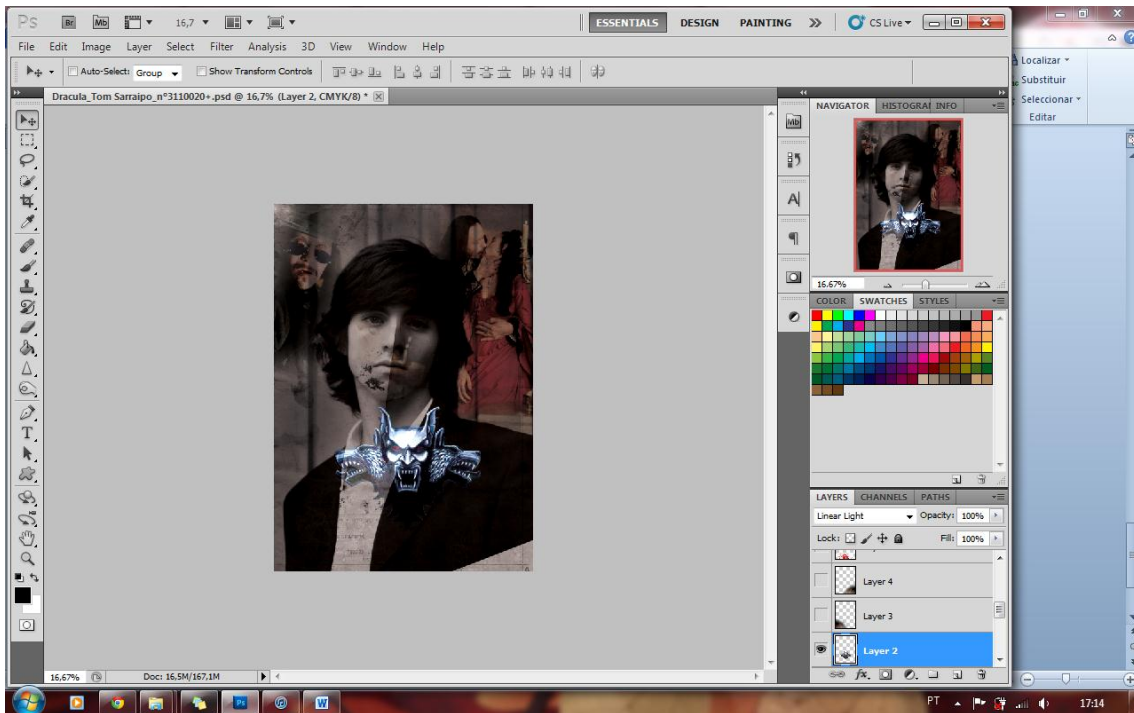 Ps Br Mb 16,7 ESSENTIALS DESIGN PAINTING CS Live
File Edit Image Layer Select Filter Analysis 3D View Window Help
Auto-Select: Group Show Transform Controls
Dracula_Tom Sarraipo_nº3110020+.psd @ 16,7% (Layer 2, CMYK/8) *
NAVIGATOR HISTOGRAI INFO
Mb
16.67%
COLOR SWATCHES STYLES
LAYERS CHANNELS PATHS
Linear Light Opacity: 100%
Lock: Fill: 100%
Layer 4
Layer 3
Layer 2
16,67% Doc: 16,5M/167,1M
Localizar
Substituir
Seleccionar
Editar
Ps W PT 17:14